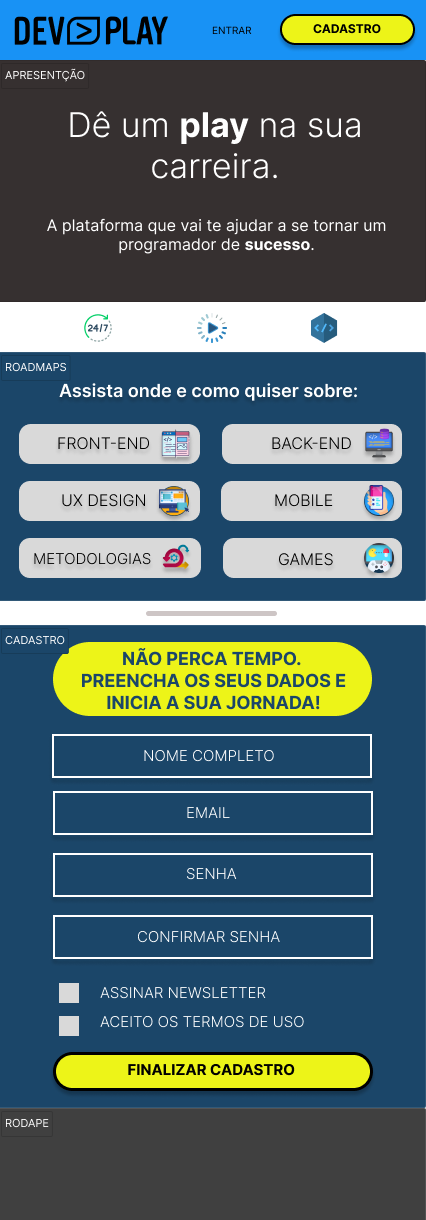 DEV PLAY
ENTRAR
CADASTRO
APRESENTÇÃO
Dê um play na sua
carreira.
A plataforma que vai te ajudar a se tornar um
programador de sucesso.
24/7
</>
ROADMAPS
Assista onde e como quiser sobre:
FRONT-END
BACK-END
UX DESIGN
MOBILE
METODOLOGIAS
GAMES
CADASTRO
NÃO PERCA TEMPO.
PREENCHA OS SEUS DADOS E
INICIA A SUA JORNADA!
NOME COMPLETO
EMAIL
SENHA
CONFIRMAR SENHA
ASSINAR NEWSLETTER
ACEITO OS TERMOS DE USO
FINALIZAR CADASTRO
RODAPE